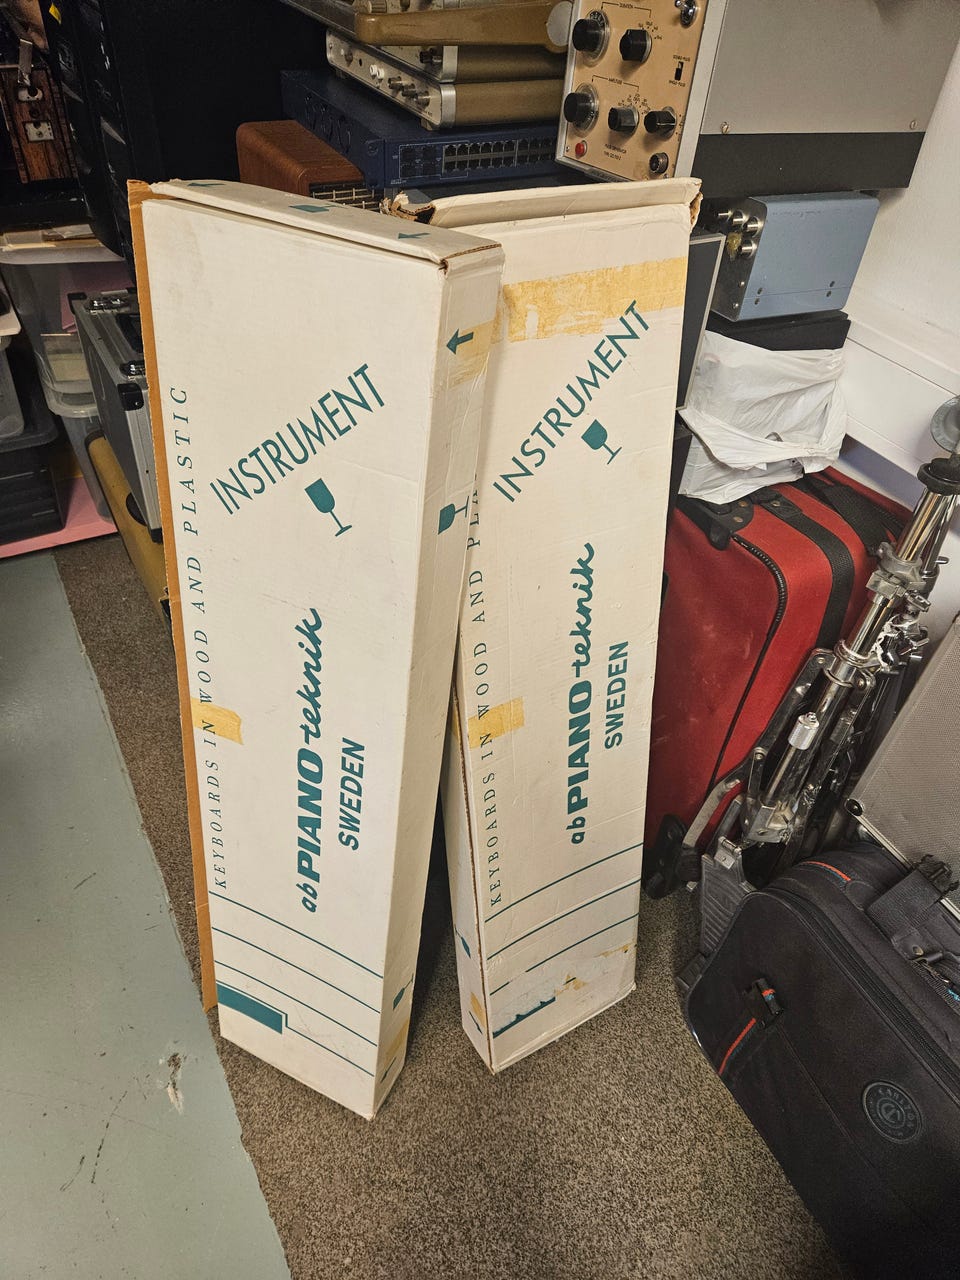 INSTRUMENT
KEYBOARDS IN WOOD AND PLASTIC
ab PIANO-teknik
SWEDEN
INSTRUMENT
KEYBOARDS IN WOOD AND
ab PIANO-teknik
SWEDEN